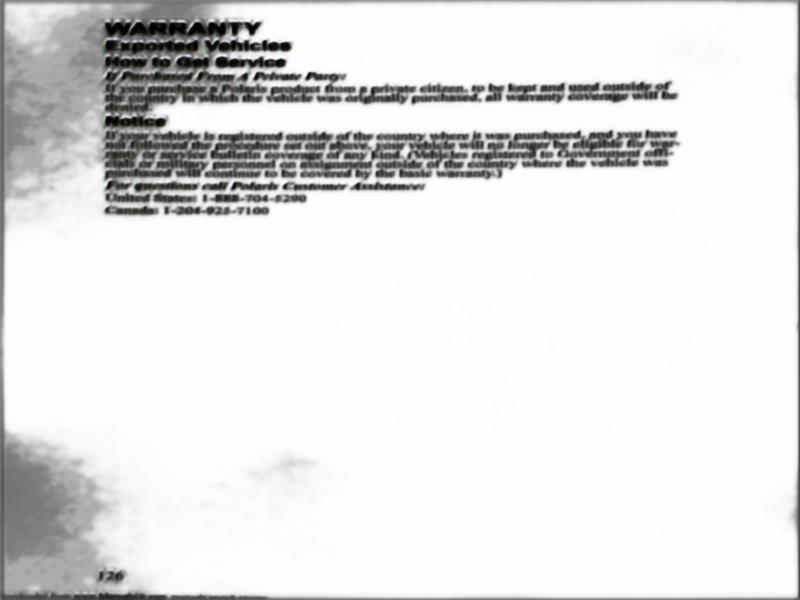 WARRANTY
Exported Vehicles
How to Get Service
If Purchased From A Private Party:
If you purchase a Polaris product from a private citizen, to be kept and used outside of
the country in which the vehicle was originally purchased, all warranty coverage will be
denied.
Notice
If your vehicle is registered outside of the country where it was purchased, and you have
not followed the procedure set out above, your vehicle will no longer be eligible for war-
ranty or service bulletin coverage of any kind. (Vehicles registered to Government offi-
cials or military personnel on assignment outside of the country where the vehicle was
purchased will continue to be covered by the basic warranty.)
For questions call Polaris Customer Assistance:
United States: 1-888-704-5290
Canada: 1-204-925-7100
126